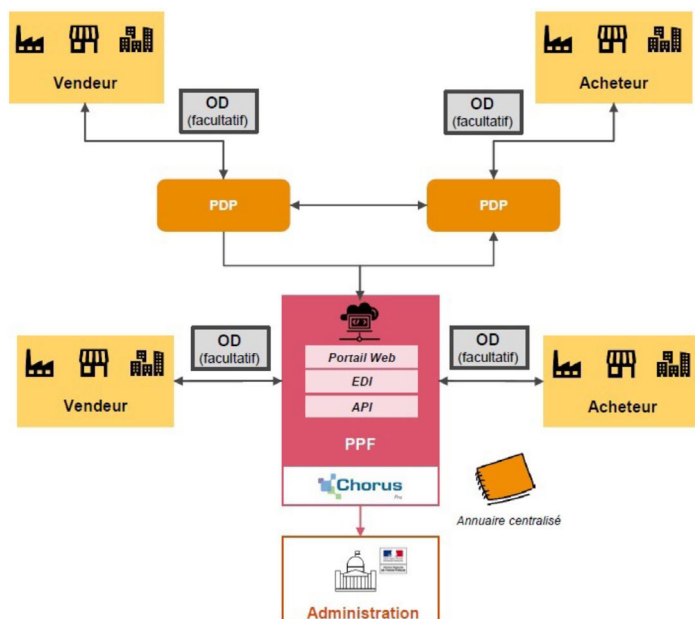 Vendeur
OD
(facultatif)
OD
(facultatif)
Acheteur
PDP
PDP
OD
(facultatif)
Portail Web
EDI
API
PPF
OD
(facultatif)
Vendeur
Acheteur
Chorus
Pro
Annuaire centralisé
Administration